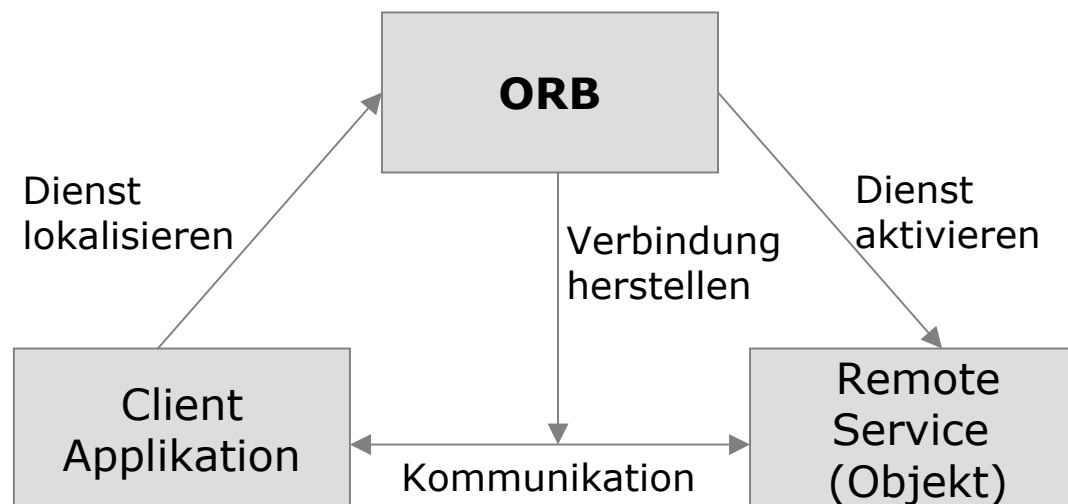 ORB
Dienst
lokalisieren
Verbindung
herstellen
Dienst
aktivieren
Client
Applikation
Kommunikation
Remote
Service
(Objekt)